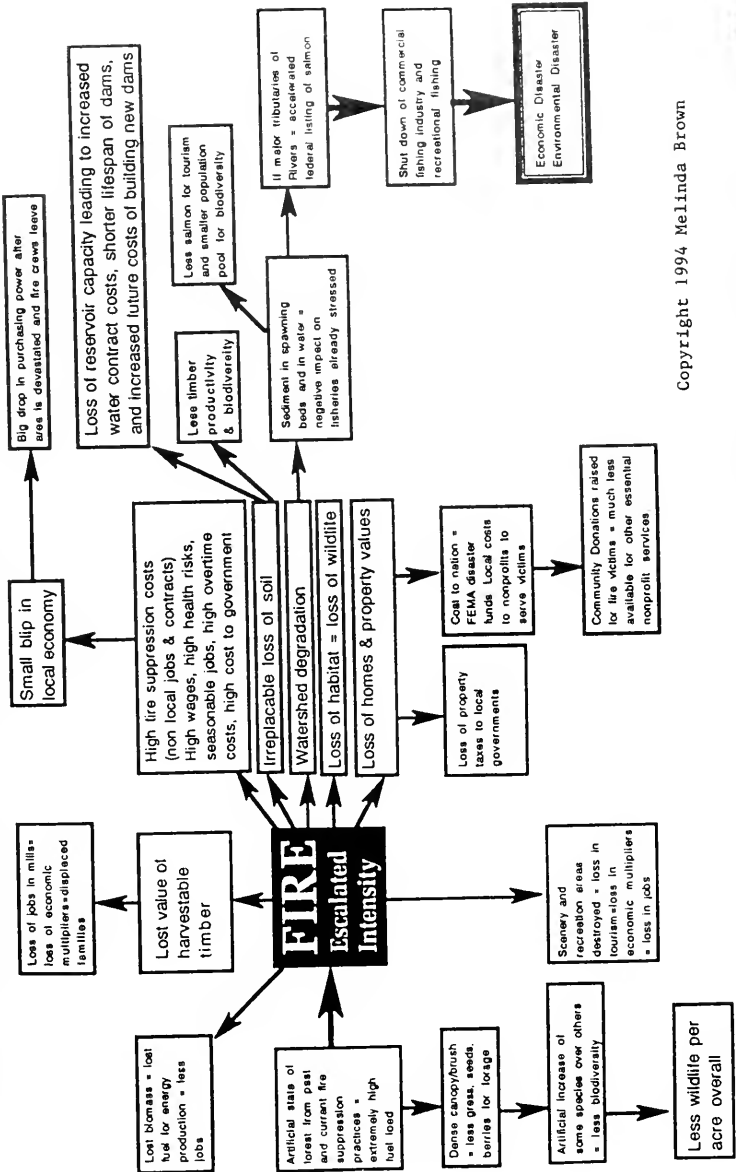 Lost biomass = lost
fuel for energy
production = less
jobs
Loss of jobs in mills=
loss of economic
multipliers=displaced
families
Lost value of
harvestable
timber
Artificial state of
forest from past
and current fire
suppression
practices =
extremely high
fuel load
Dense canopy/brush
= less grass, seeds,
berries for forage
Artificial Increase of
some species over others
= less biodiversity
Less wildlife per
acre overall
FIRE
Escalated
Intensity
Scenery and
recreation areas
destroyed = loss in
tourism=loss in
economic multipliers
= loss in jobs
Small blip in
local economy
Big drop in purchasing power after
area is devastated and fire crews leave
High fire suppression costs
(non local jobs & contracts)
High wages, high health risks,
seasonable jobs, high overtime
costs, high cost to government
Irreplacable loss of soil
Watershed degradation
Loss of habitat = loss of wildlife
Loss of homes & property values
Loss of reservoir capacity leading to increased
water contract costs, shorter lifespan of dams,
and increased future costs of building new dams
Less timber
productivity
& biodivereity
Sediment in spawning
beds and in water =
negative impact on
fisheries already stressed
Less salmon for tourism
and smaller population
pool for biodiversity
If major tributaries of
Rivers = accelerated
federal listing of salmon
Shut down of commercial
fishing industry and
recreational fishing
Economic Disaster
Environmental Disaster
Loss of property
taxes to local
governments
Cost to nation =
FEMA disaster
funds Local costs
to nonprofits to
serve victims
Community Donations raised
for fire victims = much less
available for other essential
nonprofit services
Copyright 1994 Melinda Brown